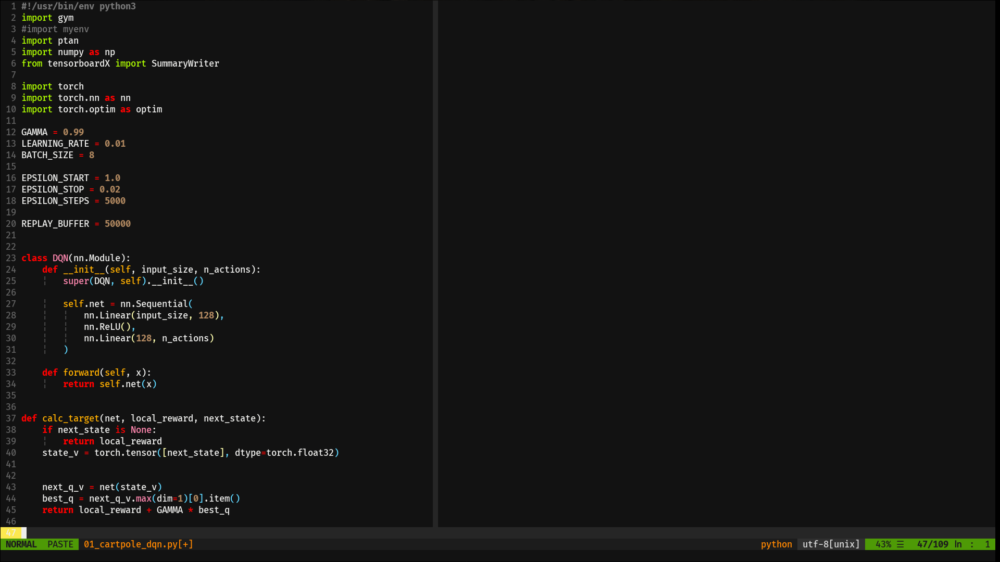 1 #!/usr/bin/env python3
2 import gym
3 #import myenv
4 import ptan
5 import numpy as np
6 from tensorboardX import SummaryWriter
7
8 import torch
9 import torch.nn as nn
10 import torch.optim as optim
11
12 GAMMA = 0.99
13 LEARNING_RATE = 0.01
14 BATCH_SIZE = 8
15
16 EPSILON_START = 1.0
17 EPSILON_STOP = 0.02
18 EPSILON_STEPS = 5000
19
20 REPLAY_BUFFER = 50000
21
22
23 class DQN(nn.Module):
24     def __init__(self, input_size, n_actions):
25     ¦   super(DQN, self).__init__()
26
27     ¦   self.net = nn.Sequential(
28     ¦   ¦   nn.Linear(input_size, 128),
29     ¦   ¦   nn.ReLU(),
30     ¦   ¦   nn.Linear(128, n_actions)
31     ¦   )
32
33     def forward(self, x):
34     ¦   return self.net(x)
35
36
37 def calc_target(net, local_reward, next_state):
38     if next_state is None:
39     ¦   return local_reward
40     state_v = torch.tensor([next_state], dtype=torch.float32)
41
42
43     next_q_v = net(state_v)
44     best_q = next_q_v.max(dim=1)[0].item()
45     return local_reward + GAMMA * best_q
46
47
NORMAL PASTE 01_cartpole_dqn.py[+] python utf-8[unix] 43% ☰ 47/109 ln : 1